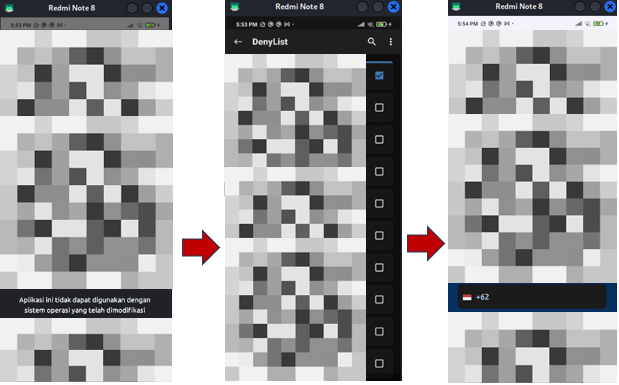 Redmi Note 8
5:53 PM
Aplikasi ini tidak dapat digunakan dengan
sistem operasi yang telah dimodifikasi
Redmi Note 8
5:53 PM
DenyList
Redmi Note 8
5:54 PM
+62